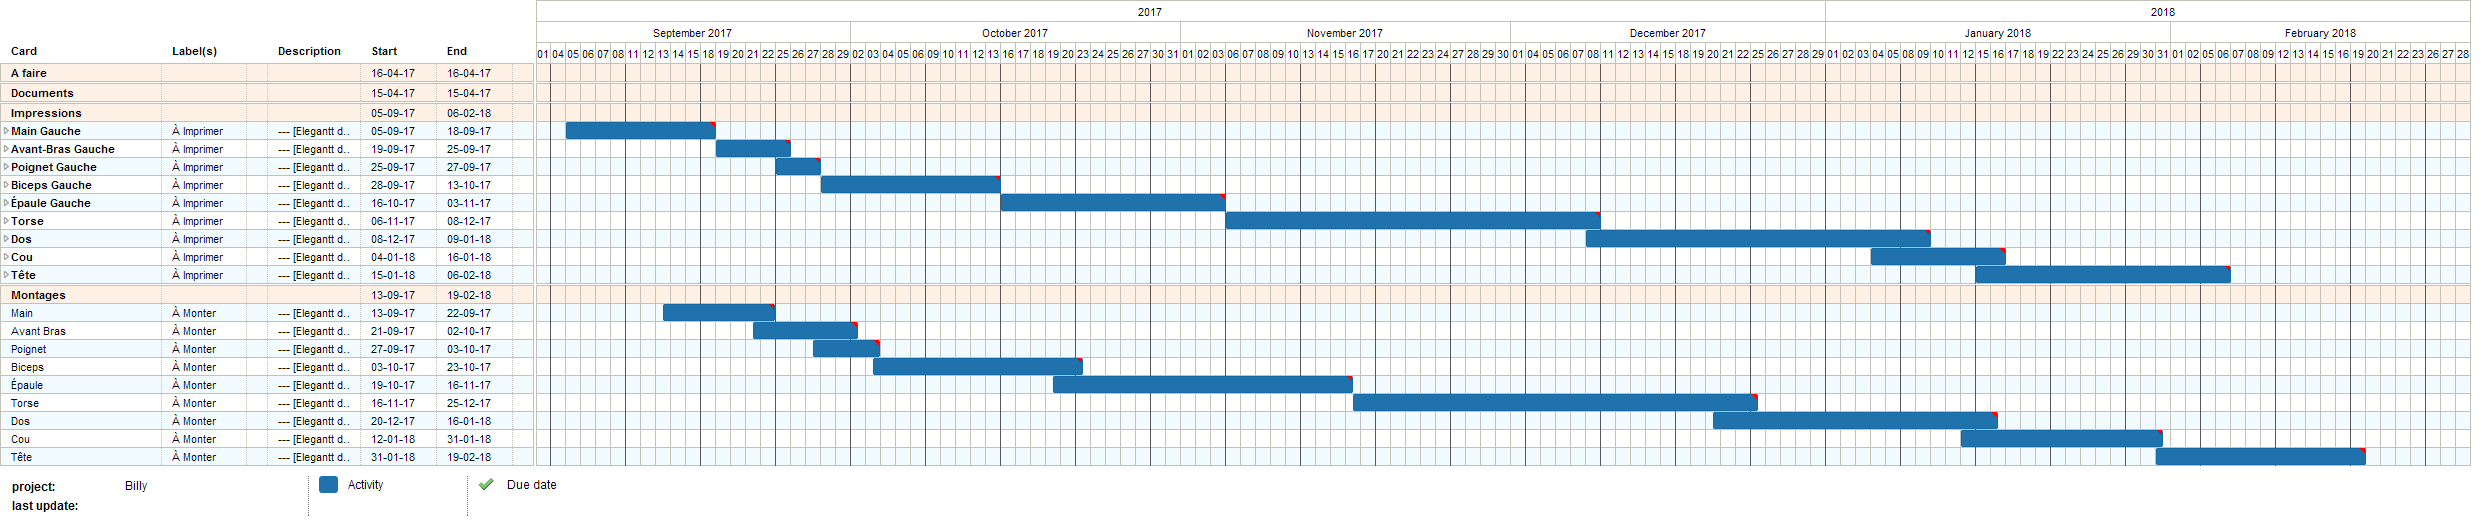 2017 2018
September 2017 October 2017 November 2017 December 2017 January 2018 February 2018
Card Label(s) Description Start End
01 04 05 06 07 08 11 12 13 14 15 18 19 20 21 22 25 26 27 28 29 02 03 04 05 06 09 10 11 12 13 16 17 18 19 20 23 24 25 26 27 30 31 01 02 03 06 07 08 09 10 13 14 15 16 17 20 21 22 23 24 27 28 29 30 01 04 05 06 07 08 11 12 13 14 15 18 19 20 21 22 25 26 27 28 29 01 02 03 04 05 08 09 10 11 12 15 16 17 18 19 22 23 24 25 26 29 30 31 01 02 05 06 07 08 09 12 13 14 15 16 19 20 21 22 23 26 27 28
A faire 16-04-17 16-04-17
Documents 15-04-17 15-04-17
Impressions 05-09-17 06-02-18
Main Gauche À Imprimer --- [Elegantt d.. 05-09-17 18-09-17
Avant-Bras Gauche À Imprimer --- [Elegantt d.. 19-09-17 25-09-17
Poignet Gauche À Imprimer --- [Elegantt d.. 25-09-17 27-09-17
Biceps Gauche À Imprimer --- [Elegantt d.. 28-09-17 13-10-17
Épaule Gauche À Imprimer --- [Elegantt d.. 16-10-17 03-11-17
Torse À Imprimer --- [Elegantt d.. 06-11-17 08-12-17
Dos À Imprimer --- [Elegantt d.. 08-12-17 09-01-18
Cou À Imprimer --- [Elegantt d.. 04-01-18 16-01-18
Tête À Imprimer --- [Elegantt d.. 15-01-18 06-02-18
Montages 13-09-17 19-02-18
Main À Monter --- [Elegantt d.. 13-09-17 22-09-17
Avant Bras À Monter --- [Elegantt d.. 21-09-17 02-10-17
Poignet À Monter --- [Elegantt d.. 27-09-17 03-10-17
Biceps À Monter --- [Elegantt d.. 03-10-17 23-10-17
Épaule À Monter --- [Elegantt d.. 19-10-17 16-11-17
Torse À Monter --- [Elegantt d.. 16-11-17 25-12-17
Dos À Monter --- [Elegantt d.. 20-12-17 16-01-18
Cou À Monter --- [Elegantt d.. 12-01-18 31-01-18
Tête À Monter --- [Elegantt d.. 31-01-18 19-02-18
project: Billy Activity Due date
last update: